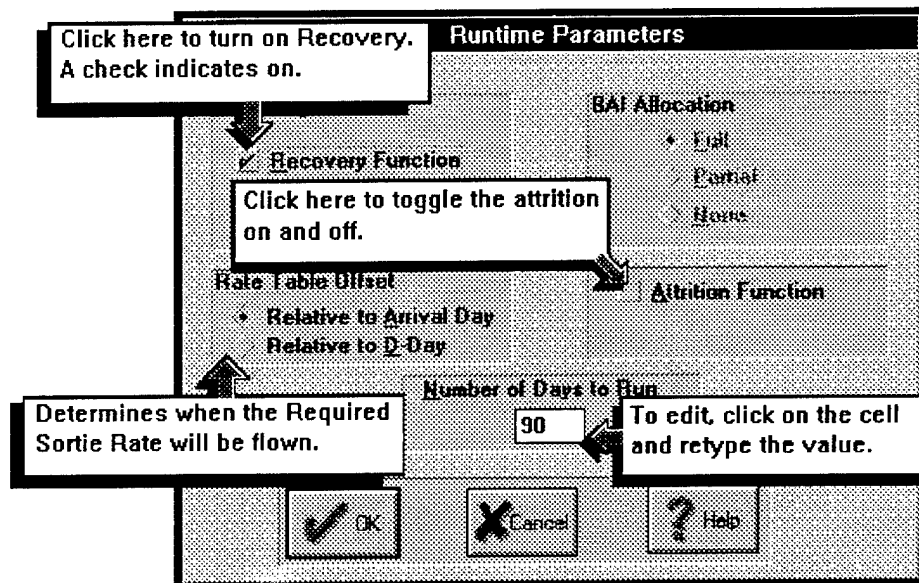 Click here to turn on Recovery.
A check indicates on.
Runtime Parameters
BAI Allocation
Full
Partial
None
Recovery Function
Click here to toggle the attrition
on and off.
Rate Table Offset
Relative to Arrival Day
Relative to D-Day
Attrition Function
Number of Days to Run
90
Determines when the Required
Sortie Rate will be flown.
To edit, click on the cell
and retype the value.
OK
Cancel
Help